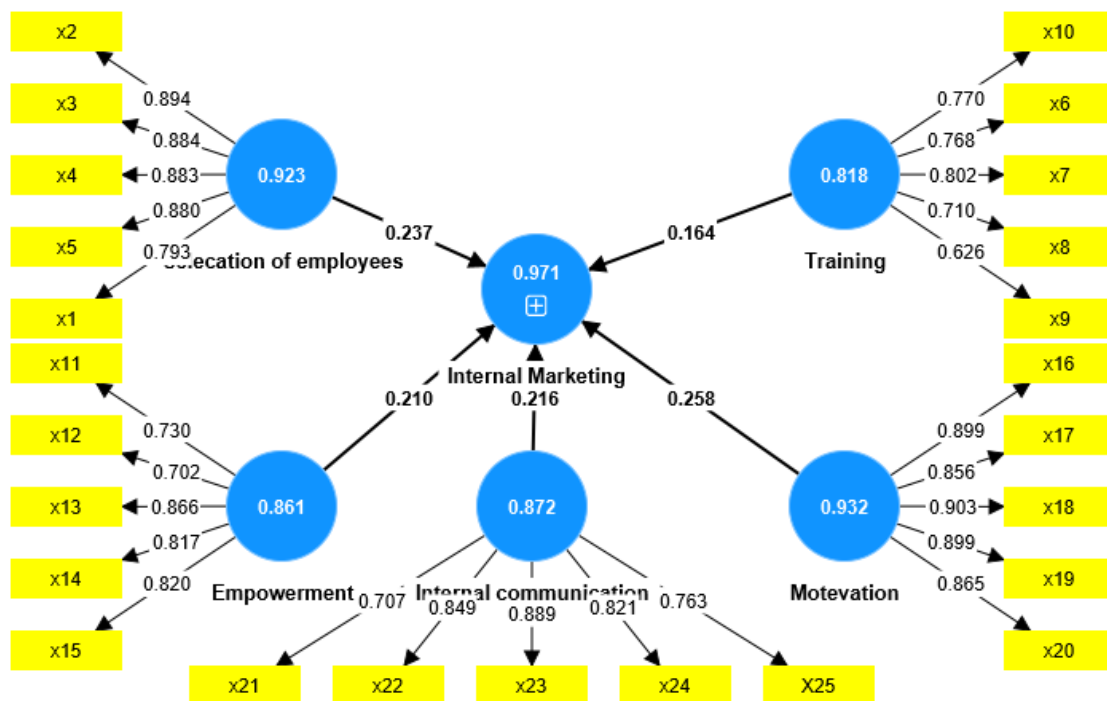 x2
x10
0.894
0.770
x3
x6
0.884
0.768
x4
0.883
0.923
0.818
0.802
x7
0.880
0.710
x5
0.237
0.164
x8
0.793
0.626
Selecation of employees
0.971
Training
x1
x9
x11
x16
Internal Marketing
0.210
0.216
0.258
0.730
0.899
x12
x17
0.702
0.856
x13
0.866
0.861
0.872
0.932
0.903
x18
0.817
0.899
x14
x19
0.820
0.865
Empowerment
Internal communication
Motevation
0.707
0.849
0.889
0.821
0.763
x15
x20
x21
x22
x23
x24
X25